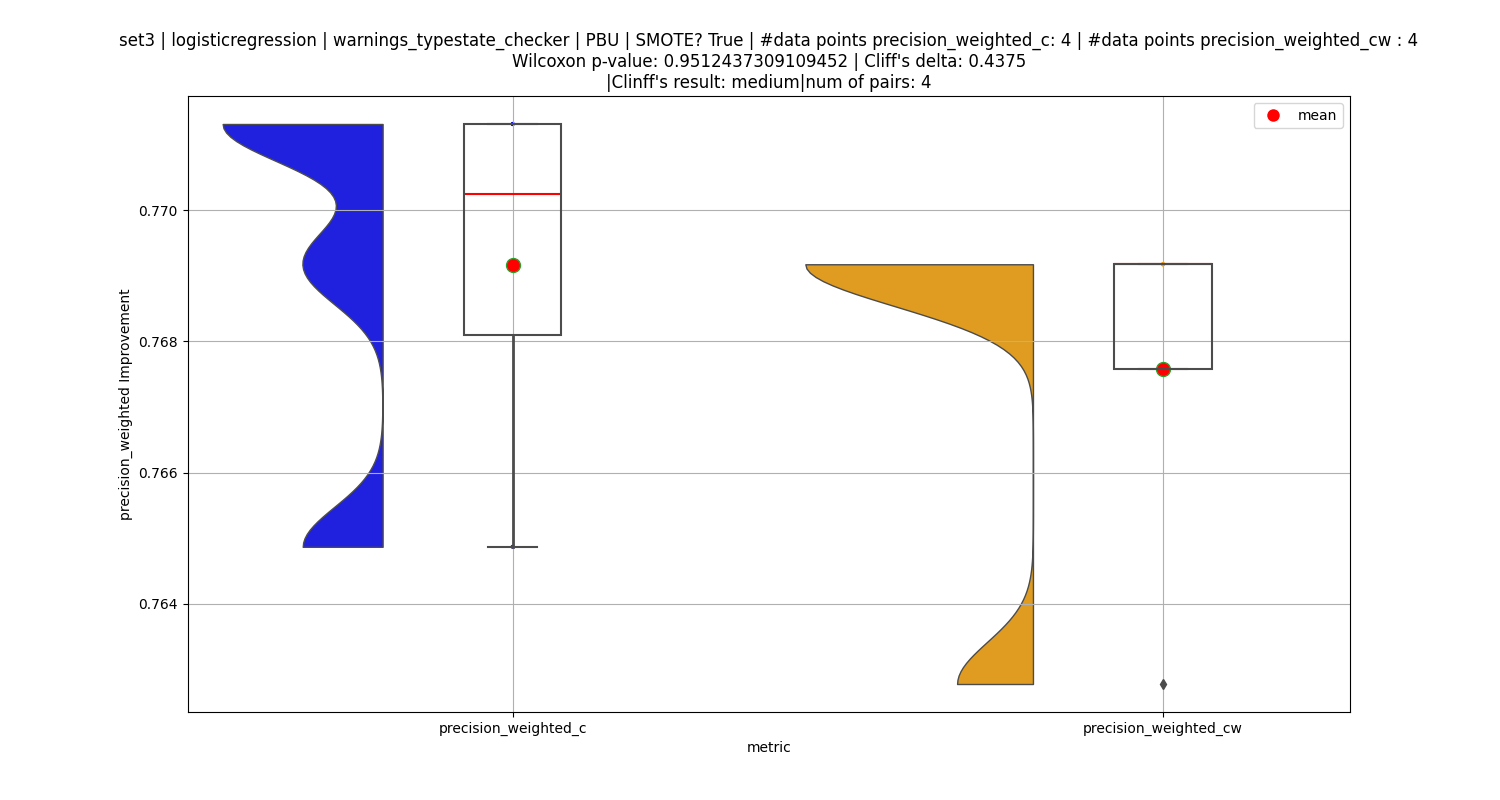 set3 | logisticregression | warnings_typestate_checker | PBU | SMOTE? True | #data points precision_weighted_c: 4 | #data points precision_weighted_cw : 4
Wilcoxon p-value: 0.9512437309109452 | Cliff's delta: 0.4375
|Clinff's result: medium|num of pairs: 4
mean
0.770
0.768
0.766
0.764
precision_weighted Improvement
precision_weighted_c
precision_weighted_cw
metric